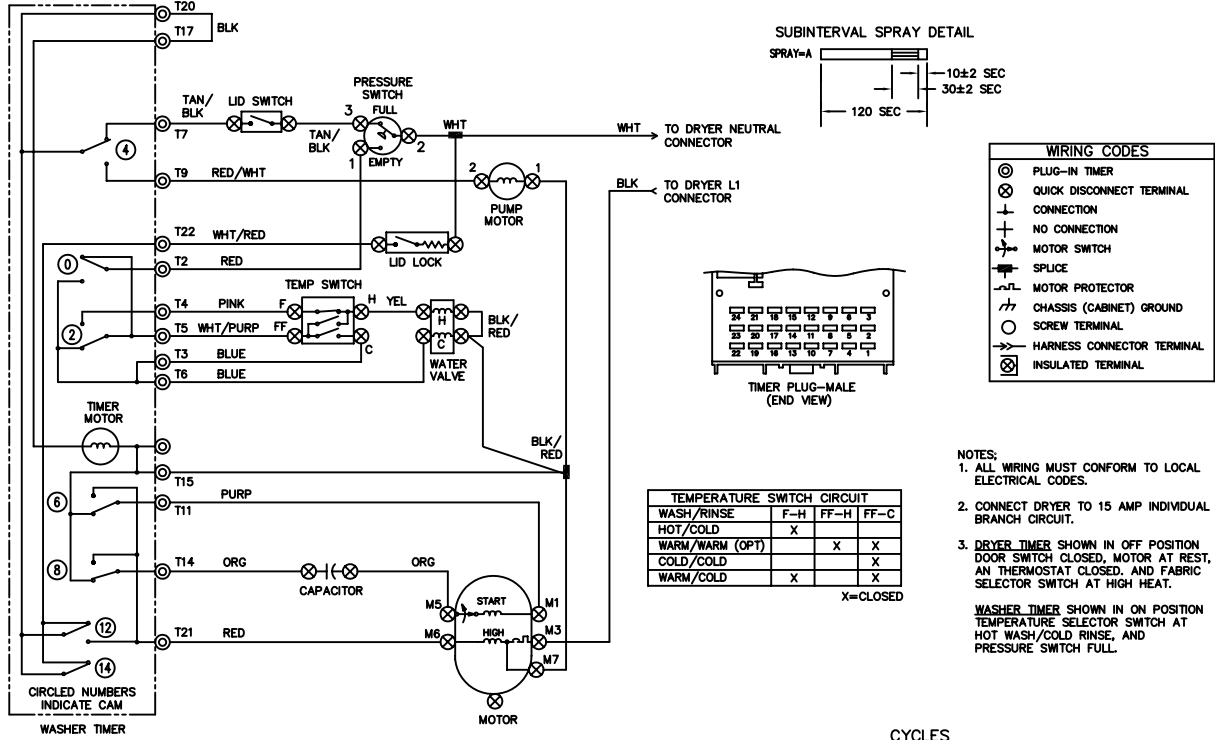 T20
T17
BLK
TAN/
BLK
LID SWITCH
PRESSURE
SWITCH
FULL
3
TAN/
BLK
1
EMPTY
2
WHT
T7
4
T9
RED/WHT
2
1
PUMP
MOTOR
WHT
TO DRYER NEUTRAL
CONNECTOR
BLK
TO DRYER L1
CONNECTOR
T22
WHT/RED
LID LOCK
0
T2
RED
TEMP SWITCH
T4
PINK
F
H
YEL
H
C
BLK/
RED
2
T5
WHT/PURP
FF
C
T3
BLUE
T6
BLUE
WATER
VALVE
TIMER
MOTOR
BLK/
RED
T15
6
T11
PURP
8
T14
ORG
CAPACITOR
ORG
M5
START
M1
12
T21
RED
M6
HIGH
M3
M7
14
MOTOR
CIRCLED NUMBERS
INDICATE CAM
WASHER TIMER
SUBINTERVAL SPRAY DETAIL
SPRAY=A
10±2 SEC
30±2 SEC
120 SEC
WIRING CODES
PLUG-IN TIMER
QUICK DISCONNECT TERMINAL
CONNECTION
NO CONNECTION
MOTOR SWITCH
SPLICE
MOTOR PROTECTOR
CHASSIS (CABINET) GROUND
SCREW TERMINAL
HARNESS CONNECTOR TERMINAL
INSULATED TERMINAL
24 21 18 15 12 9 6 3
23 20 17 14 11 8 5 2
22 19 16 13 10 7 4 1
TIMER PLUG-MALE
(END VIEW)
TEMPERATURE SWITCH CIRCUIT
WASH/RINSE F-H FF-H FF-C
HOT/COLD X
WARM/WARM (OPT) X X
COLD/COLD X
WARM/COLD X X
X=CLOSED
NOTES;
1. ALL WIRING MUST CONFORM TO LOCAL
ELECTRICAL CODES.
2. CONNECT DRYER TO 15 AMP INDIVIDUAL
BRANCH CIRCUIT.
3. DRYER TIMER SHOWN IN OFF POSITION
DOOR SWITCH CLOSED, MOTOR AT REST,
AN THERMOSTAT CLOSED. AND FABRIC
SELECTOR SWITCH AT HIGH HEAT.
WASHER TIMER SHOWN IN ON POSITION
TEMPERATURE SELECTOR SWITCH AT
HOT WASH/COLD RINSE, AND
PRESSURE SWITCH FULL.
CYCLES